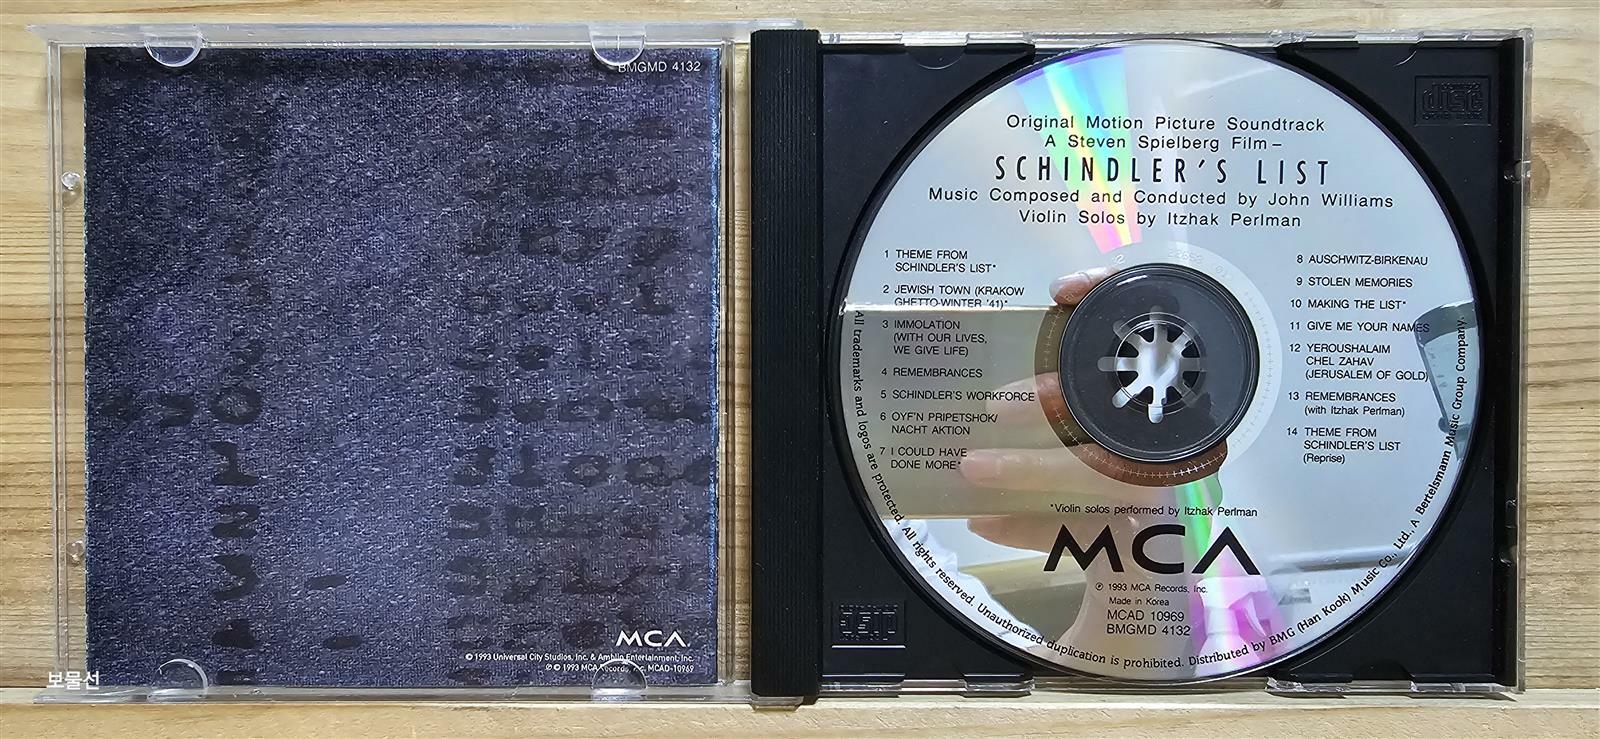 BMGMD 4132
MCA
© 1993 Universal City Studios, Inc. & Amblin Entertainment, Inc.
℗ © 1993 MCA Records, Inc. MCAD-10969
보물선
Original Motion Picture Soundtrack
A Steven Spielberg Film –
SCHINDLER'S LIST
Music Composed and Conducted by John Williams
Violin Solos by Itzhak Perlman
1 THEME FROM
SCHINDLER'S LIST*
2 JEWISH TOWN (KRAKOW
GHETTO-WINTER '41)*
3 IMMOLATION
(WITH OUR LIVES,
WE GIVE LIFE)
4 REMEMBRANCES
5 SCHINDLER'S WORKFORCE
6 OYF'N PRIPETSHOK/
NACHT AKTION
7 I COULD HAVE
DONE MORE*
8 AUSCHWITZ-BIRKENAU
9 STOLEN MEMORIES
10 MAKING THE LIST*
11 GIVE ME YOUR NAMES
12 YEROUSHALAIM
CHEL ZAHAV
(JERUSALEM OF GOLD)
13 REMEMBRANCES
(with Itzhak Perlman)
14 THEME FROM
SCHINDLER'S LIST
(Reprise)
*Violin solos performed by Itzhak Perlman
MCA
℗ 1993 MCA Records, Inc.
Made in Korea
MCAD 10969
BMGMD 4132
All trademarks and logos are protected. All rights reserved. Unauthorized duplication is prohibited. Distributed by BMG (Han Kook) Music Co., Ltd. A Bertelsmann Music Group Company.
disc